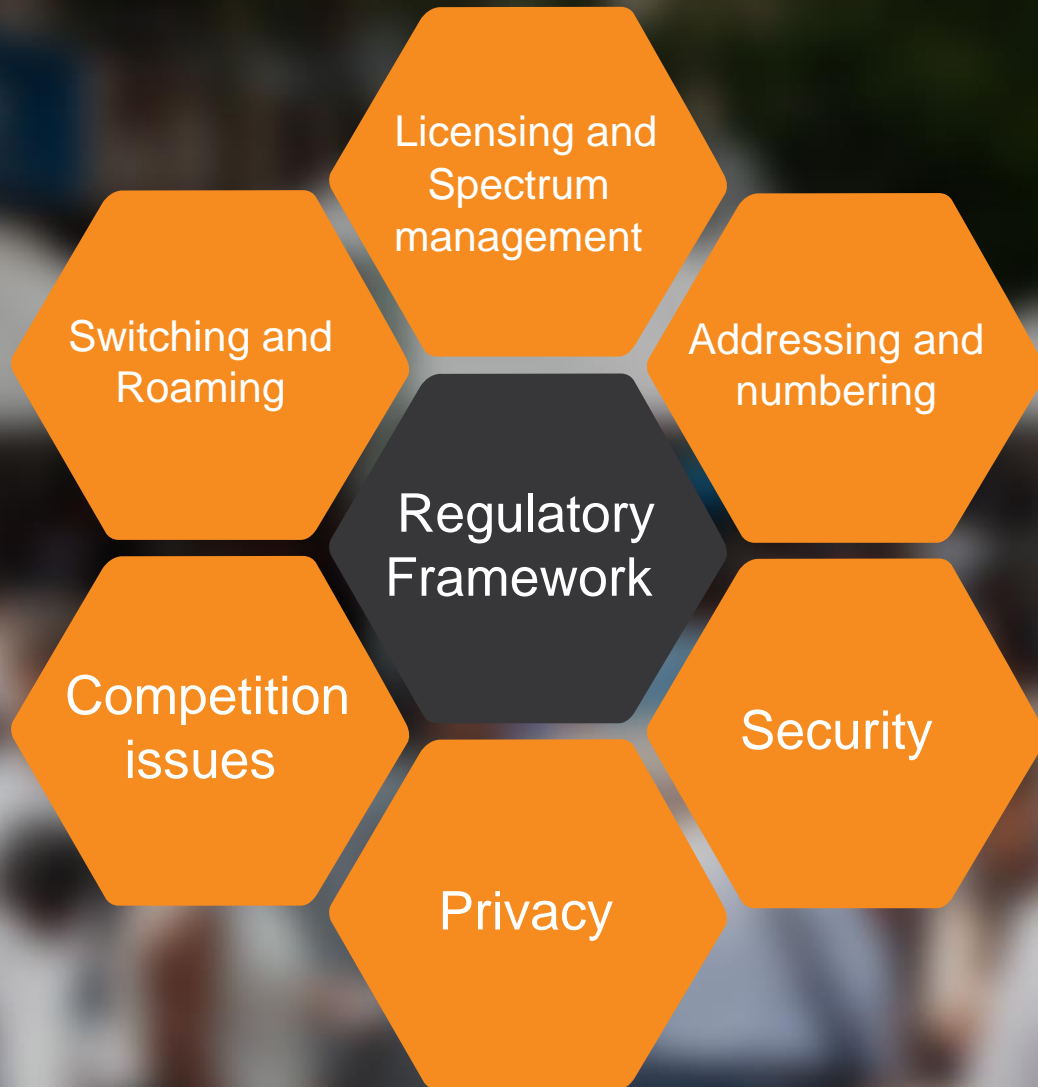 Licensing and
Spectrum
management
Switching and
Roaming
Addressing and
numbering
Regulatory
Framework
Competition
issues
Security
Privacy